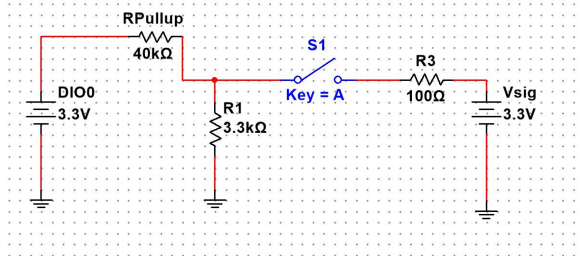 RPullup
40kΩ
S1
Key = A
R3
100Ω
DIO0
3.3V
R1
3.3kΩ
Vsig
3.3V